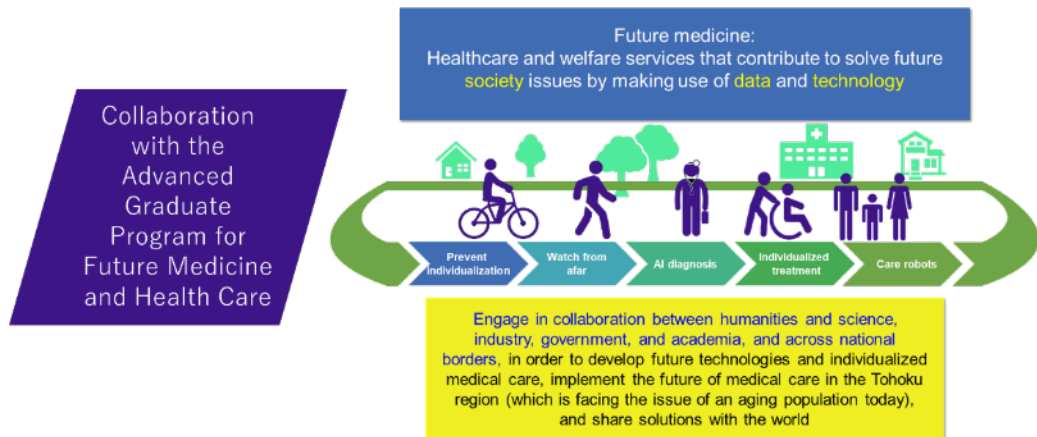 Collaboration
with the
Advanced
Graduate
Program for
Future Medicine
and Health Care
Future medicine:
Healthcare and welfare services that contribute to solve future
society issues by making use of data and technology
Prevent
individualization
Watch from
afar
AI diagnosis
Individualized
treatment
Care robots
Engage in collaboration between humanities and science,
industry, government, and academia, and across national
borders, in order to develop future technologies and individualized
medical care, implement the future of medical care in the Tohoku
region (which is facing the issue of an aging population today),
and share solutions with the world